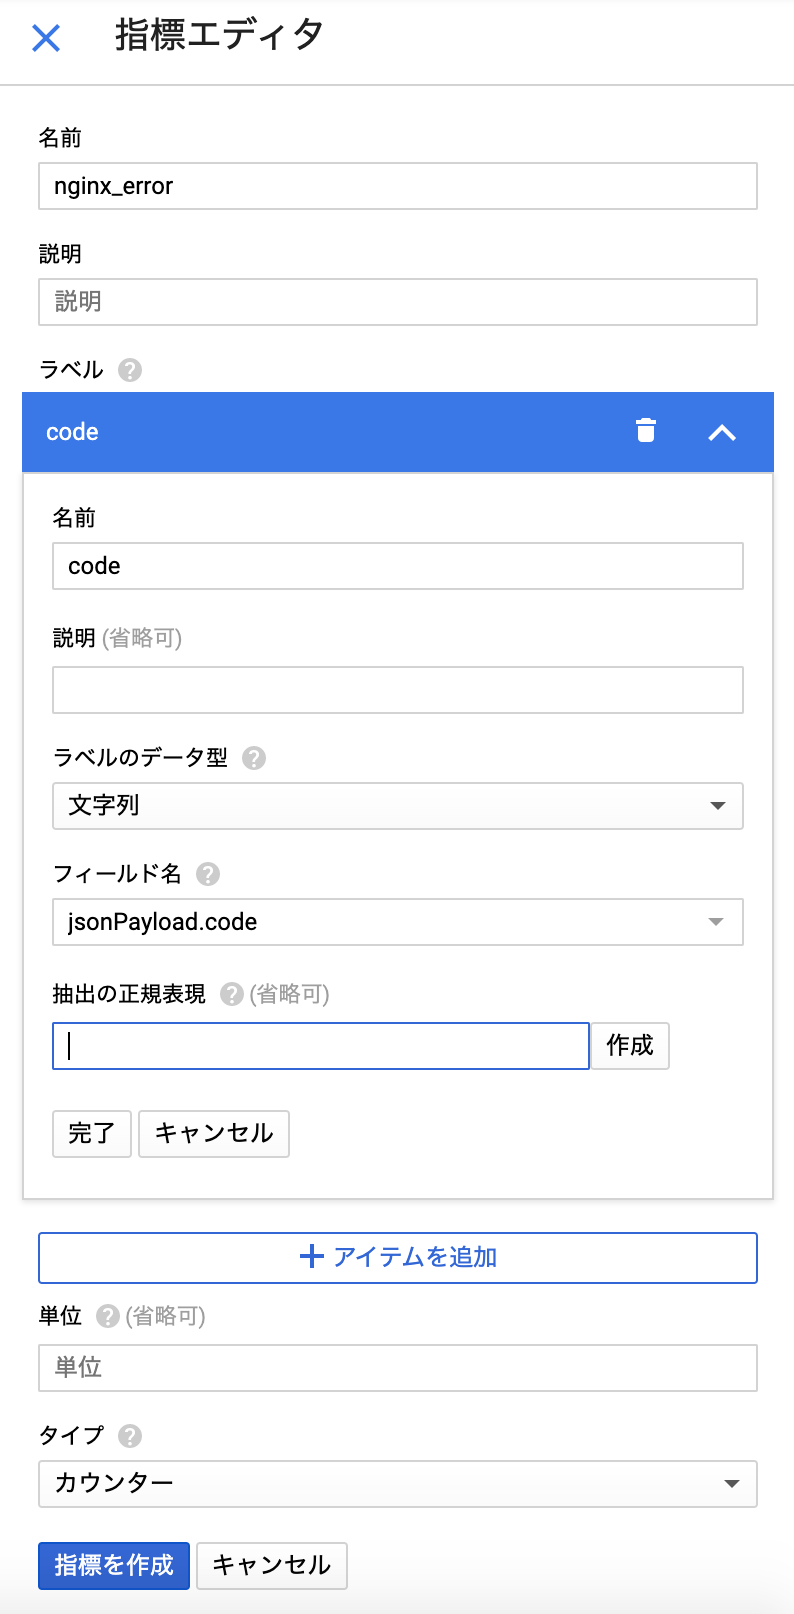 指標エディタ
名前
nginx_error
説明
説明
ラベル ?
code
名前
code
説明 (省略可)
ラベルのデータ型 ?
文字列
フィールド名 ?
jsonPayload.code
抽出の正規表現 ? (省略可)
作成
完了 キャンセル
+ アイテムを追加
単位 ? (省略可)
単位
タイプ ?
カウンター
指標を作成 キャンセル